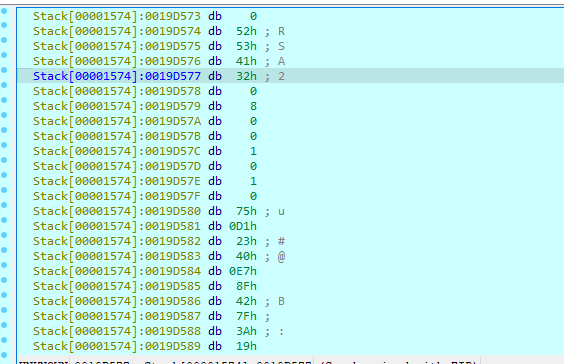 Stack[00001574]:0019D573 db 0
Stack[00001574]:0019D574 db 52h ; R
Stack[00001574]:0019D575 db 53h ; S
Stack[00001574]:0019D576 db 41h ; A
Stack[00001574]:0019D577 db 32h ; 2
Stack[00001574]:0019D578 db 0
Stack[00001574]:0019D579 db 8
Stack[00001574]:0019D57A db 0
Stack[00001574]:0019D57B db 0
Stack[00001574]:0019D57C db 1
Stack[00001574]:0019D57D db 0
Stack[00001574]:0019D57E db 1
Stack[00001574]:0019D57F db 0
Stack[00001574]:0019D580 db 75h ; u
Stack[00001574]:0019D581 db 0D1h
Stack[00001574]:0019D582 db 23h ; #
Stack[00001574]:0019D583 db 40h ; @
Stack[00001574]:0019D584 db 0E7h
Stack[00001574]:0019D585 db 8Fh
Stack[00001574]:0019D586 db 42h ; B
Stack[00001574]:0019D587 db 7Fh ;
Stack[00001574]:0019D588 db 3Ah ; :
Stack[00001574]:0019D589 db 19h